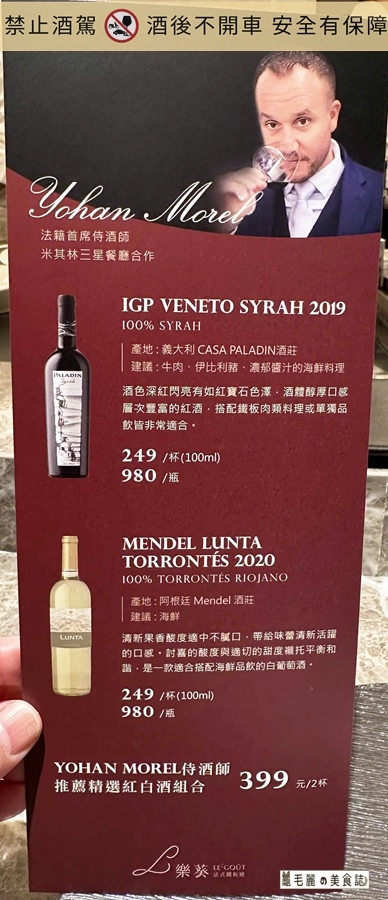 禁止酒駕 酒後不開車 安全有保障
Yohan Morel
法籍首席侍酒師
米其林三星餐廳合作
IGP VENETO SYRAH 2019
100% SYRAH
產地：義大利 CASA PALADIN酒莊
建議：牛肉、伊比利豬、濃郁醬汁的海鮮料理
酒色深紅閃亮有如紅寶石色澤，酒體醇厚口感
層次豐富的紅酒，搭配鐵板肉類料理或單獨品
飲皆非常適合。
249 /杯(100ml)
980 /瓶
PALADIN
Syrah
MENDEL LUNTA
TORRONTÉS 2020
100% TORRONTÉS RIOJANO
產地：阿根廷 Mendel 酒莊
建議：海鮮
清新果香酸度適中不膩口，帶給味蕾清新活躍
的口感。討喜的酸度與適切的甜度襯托平衡和
諧，是一款適合搭配海鮮品飲的白葡萄酒。
249 /杯(100ml)
980 /瓶
LUNTA
YOHAN MOREL侍酒師
推薦精選紅白酒組合 399 元/2杯
樂葵 LE GOÛT
法式鐵板燒
毛麗の美食誌